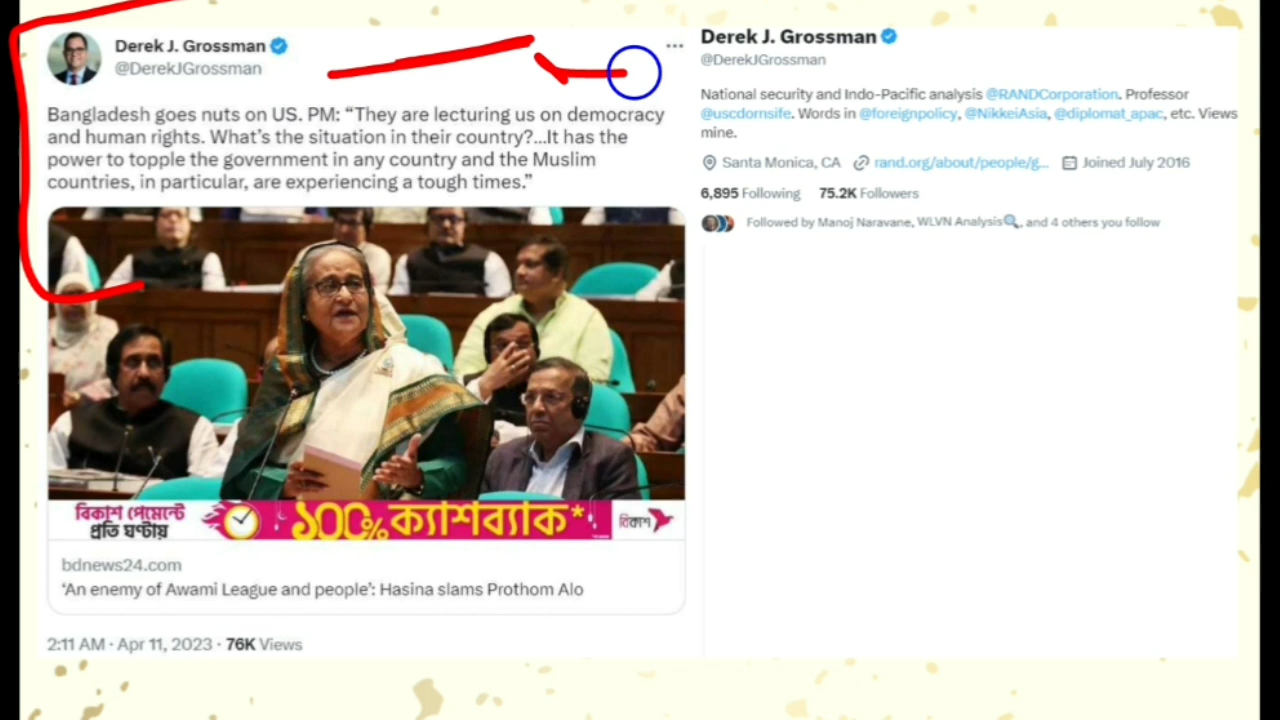 Derek J. Grossman
@DerekJGrossman
Bangladesh goes nuts on US. PM: “They are lecturing us on democracy
and human rights. What’s the situation in their country?...It has the
power to topple the government in any country and the Muslim
countries, in particular, are experiencing a tough times.”
বিকাশ পেমেন্টে
প্রতি ঘণ্টায়
১০০% ক্যাশব্যাক*
বিকাশ
bdnews24.com
‘An enemy of Awami League and people’: Hasina slams Prothom Alo
2:11 AM · Apr 11, 2023 · 76K Views
Derek J. Grossman
@DerekJGrossman
National security and Indo-Pacific analysis @RANDCorporation. Professor
@uscdornsife. Words in @foreignpolicy, @NikkeiAsia, @diplomat_apac, etc. Views
mine.
Santa Monica, CA rand.org/about/people/g... Joined July 2016
6,895 Following 75.2K Followers
Followed by Manoj Naravane, WLVN Analysis🔍, and 4 others you follow